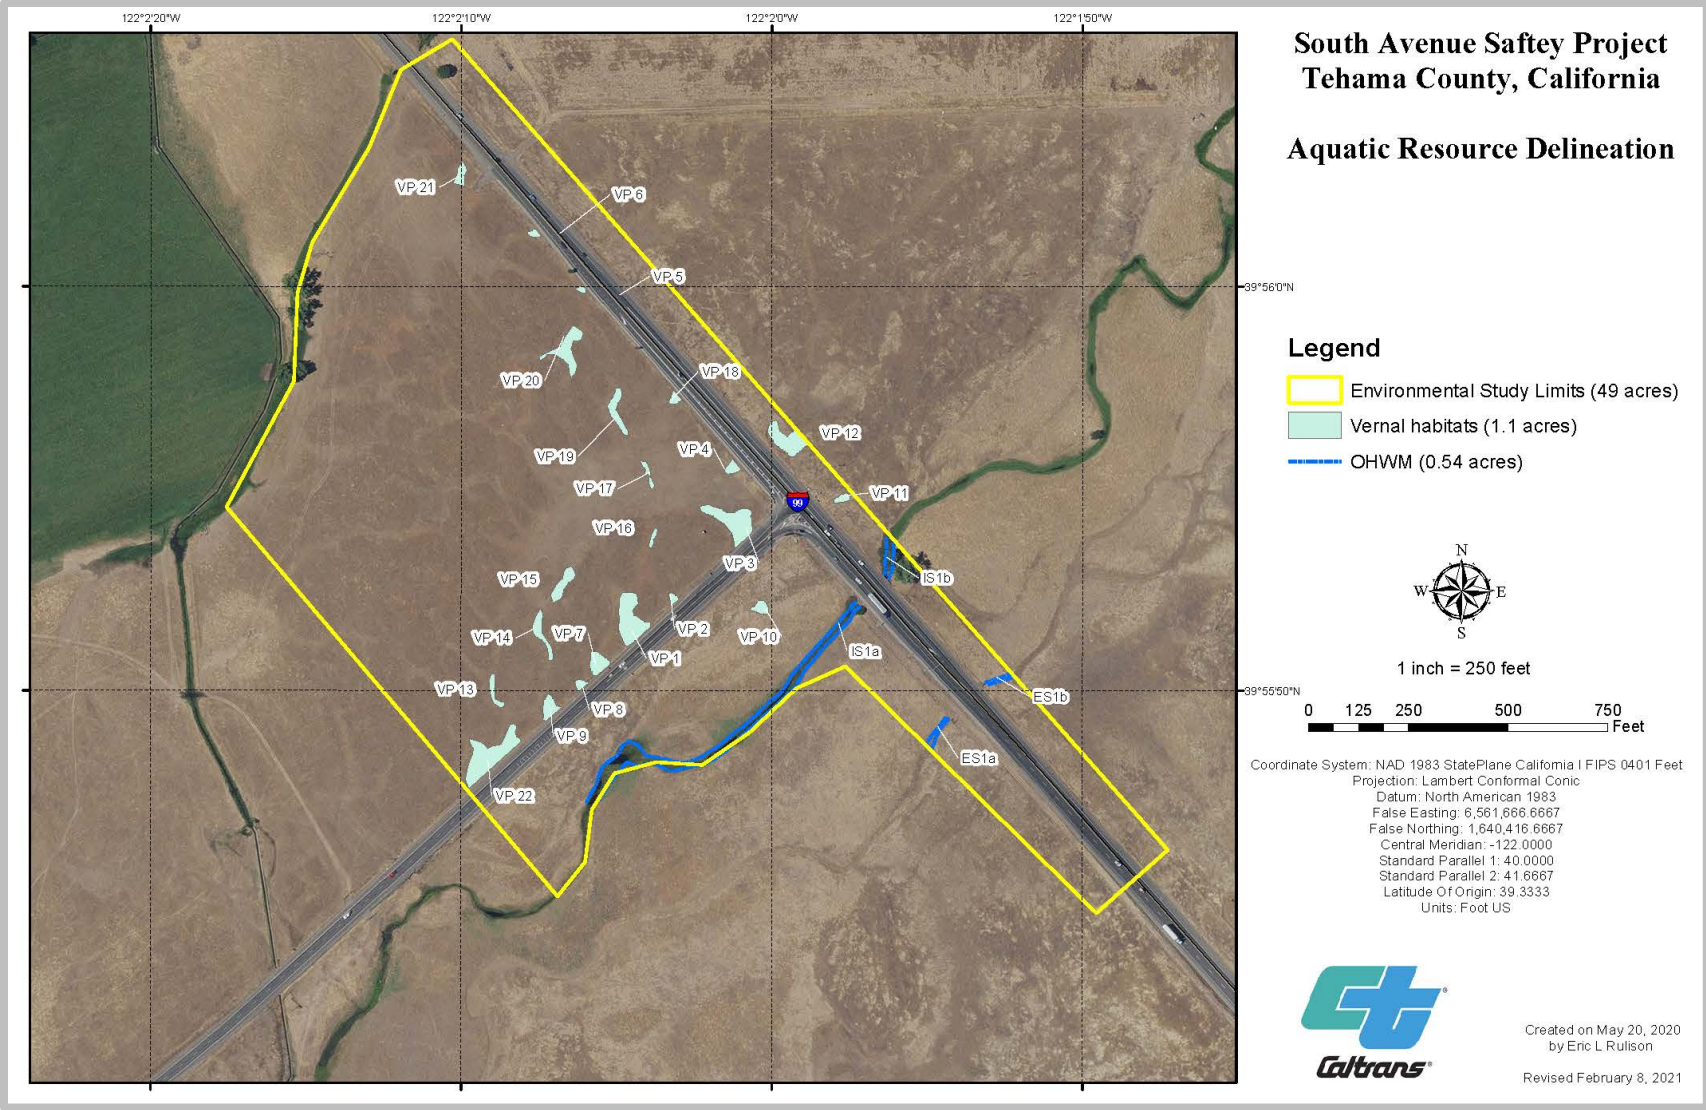 122°2'20"W
122°2'10"W
122°2'0"W
122°1'50"W
South Avenue Saftey Project
Tehama County, California
Aquatic Resource Delineation
VP 21
VP 6
VP 5
39°56'0"N
VP 20
VP 18
VP 19
VP 4
VP 12
VP 17
VP 11
99
VP 16
VP 3
VP 15
IS1b
VP 14
VP 7
VP 2
VP 10
VP 1
IS1a
VP 13
VP 8
ES1b
39°55'50"N
VP 9
ES1a
VP 22
Legend
Environmental Study Limits (49 acres)
Vernal habitats (1.1 acres)
OHWM (0.54 acres)
N
W
E
S
1 inch = 250 feet
0 125 250 500 750
Feet
Coordinate System: NAD 1983 StatePlane California I FIPS 0401 Feet
Projection: Lambert Conformal Conic
Datum: North American 1983
False Easting: 6,561,666.6667
False Northing: 1,640,416.6667
Central Meridian: -122.0000
Standard Parallel 1: 40.0000
Standard Parallel 2: 41.6667
Latitude Of Origin: 39.3333
Units: Foot US
ct®
Caltrans®
Created on May 20, 2020
by Eric L Rulison
Revised February 8, 2021